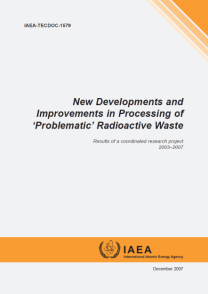 IAEA-TECDOC-1579
New Developments and
Improvements in Processing of
‘Problematic’ Radioactive Waste
Results of a coordinated research project
2003–2007
IAEA
International Atomic Energy Agency
December 2007